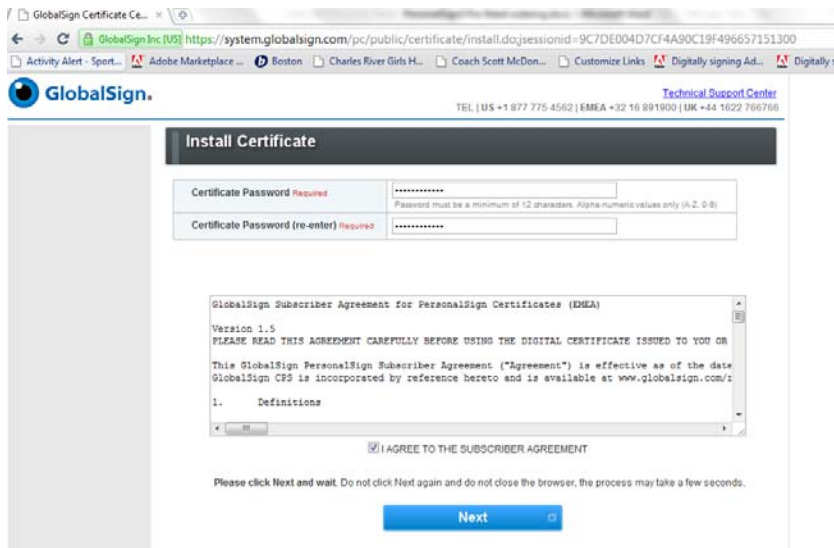 GlobalSign Certificate Ce...
GlobalSign Inc [US] https://system.globalsign.com/pc/public/certificate/install.do;jsessionid=9C7DE004D7CF4A90C19F496657151300
Activity Alert - Sport... Adobe Marketplace ... Boston Charles River Girls H... Coach Scott McDon... Customize Links Digitally signing Ad... Digitally
GlobalSign.
Technical Support Center
TEL | US +1 877 775 4562 | EMEA +32 16 891900 | UK +44 1622 766766
Install Certificate
Certificate Password Required
Password must be a minimum of 12 characters. Alpha-numeric values only (A-Z, 0-9)
Certificate Password (re-enter) Required
GlobalSign Subscriber Agreement for PersonalSign Certificates (EMEA)
Version 1.5
PLEASE READ THIS AGREEMENT CAREFULLY BEFORE USING THE DIGITAL CERTIFICATE ISSUED TO YOU OR
This GlobalSign PersonalSign Subscriber Agreement ("Agreement") is effective as of the date
GlobalSign CPS is incorporated by reference hereto and is available at www.globalsign.com/r
1. Definitions
I AGREE TO THE SUBSCRIBER AGREEMENT
Please click Next and wait. Do not click Next again and do not close the browser, the process may take a few seconds.
Next